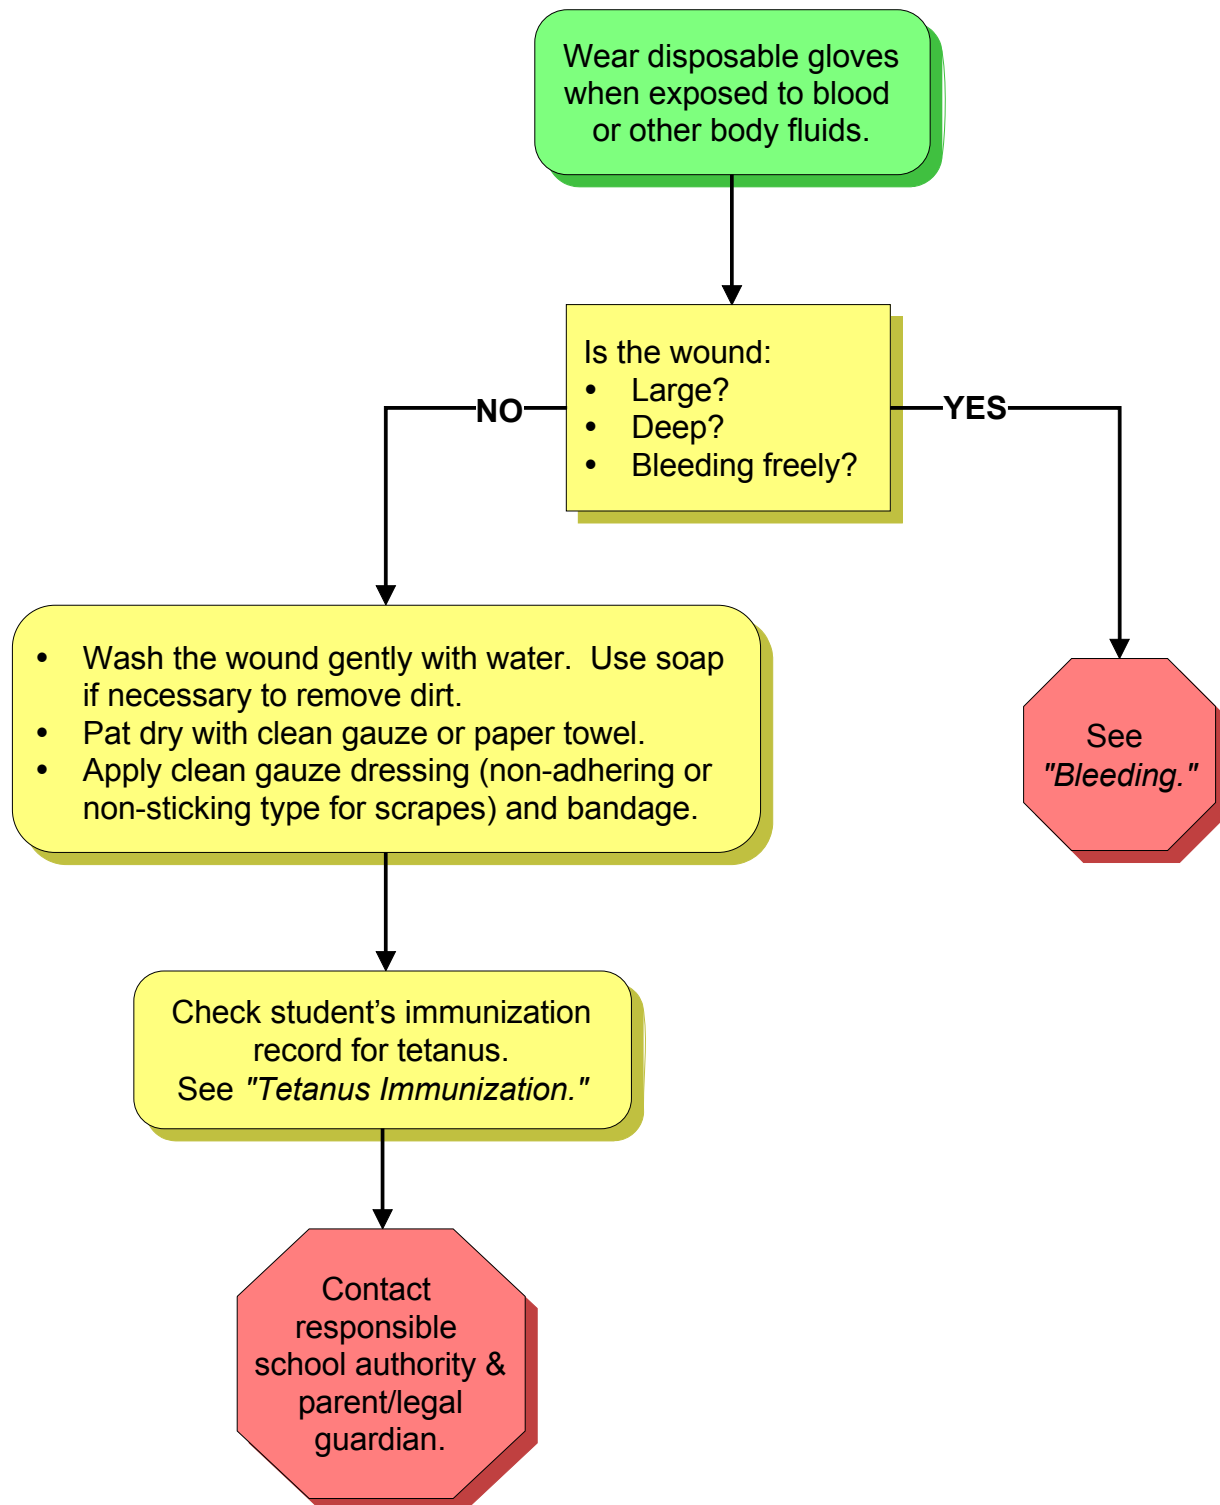 Wear disposable gloves
when exposed to blood
or other body fluids.
Is the wound:
• Large?
• Deep?
• Bleeding freely?
NO
YES
• Wash the wound gently with water.  Use soap
if necessary to remove dirt.
• Pat dry with clean gauze or paper towel.
• Apply clean gauze dressing (non-adhering or
non-sticking type for scrapes) and bandage.
See
"Bleeding."
Check student’s immunization
record for tetanus.
See "Tetanus Immunization."
Contact
responsible
school authority &
parent/legal
guardian.